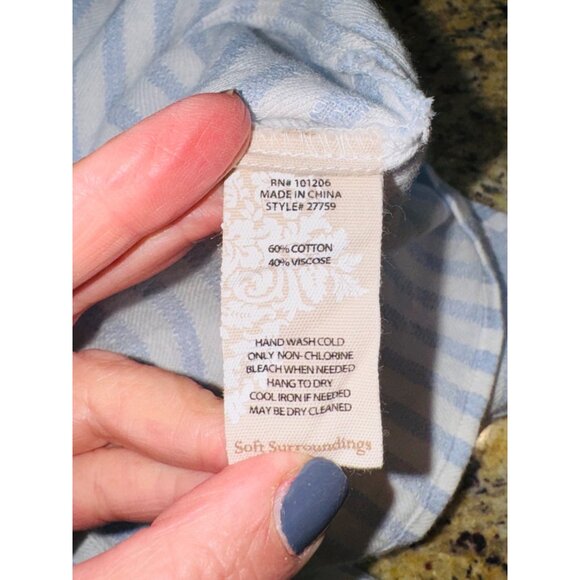 RN# 101206
MADE IN CHINA
STYLE# 27759
60% COTTON
40% VISCOSE
HAND WASH COLD
ONLY NON-CHLORINE
BLEACH WHEN NEEDED
HANG TO DRY
COOL IRON IF NEEDED
MAY BE DRY CLEANED
Soft Surroundings